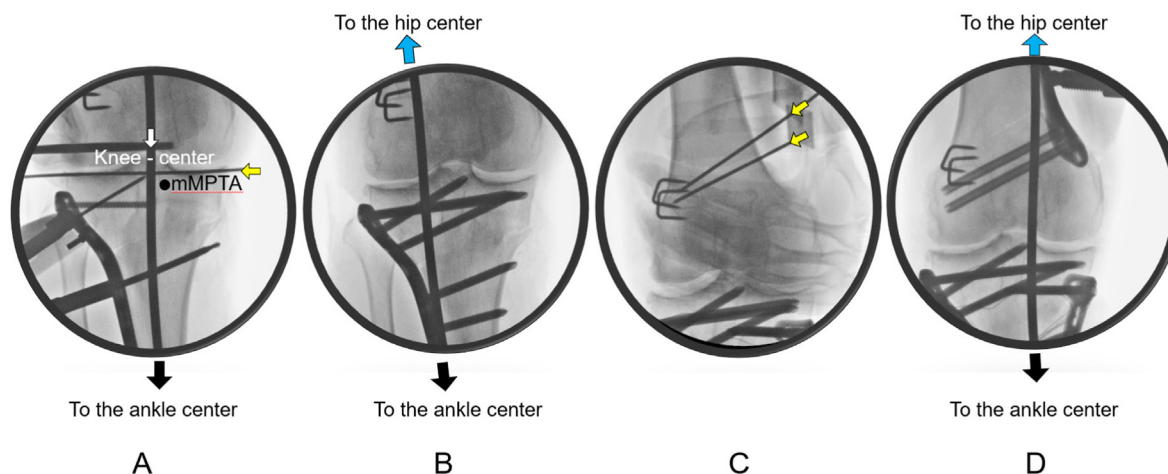 To the hip center
To the hip center
Knee - center
mMPTA
To the ankle center
To the ankle center
To the ankle center
A
B
C
D